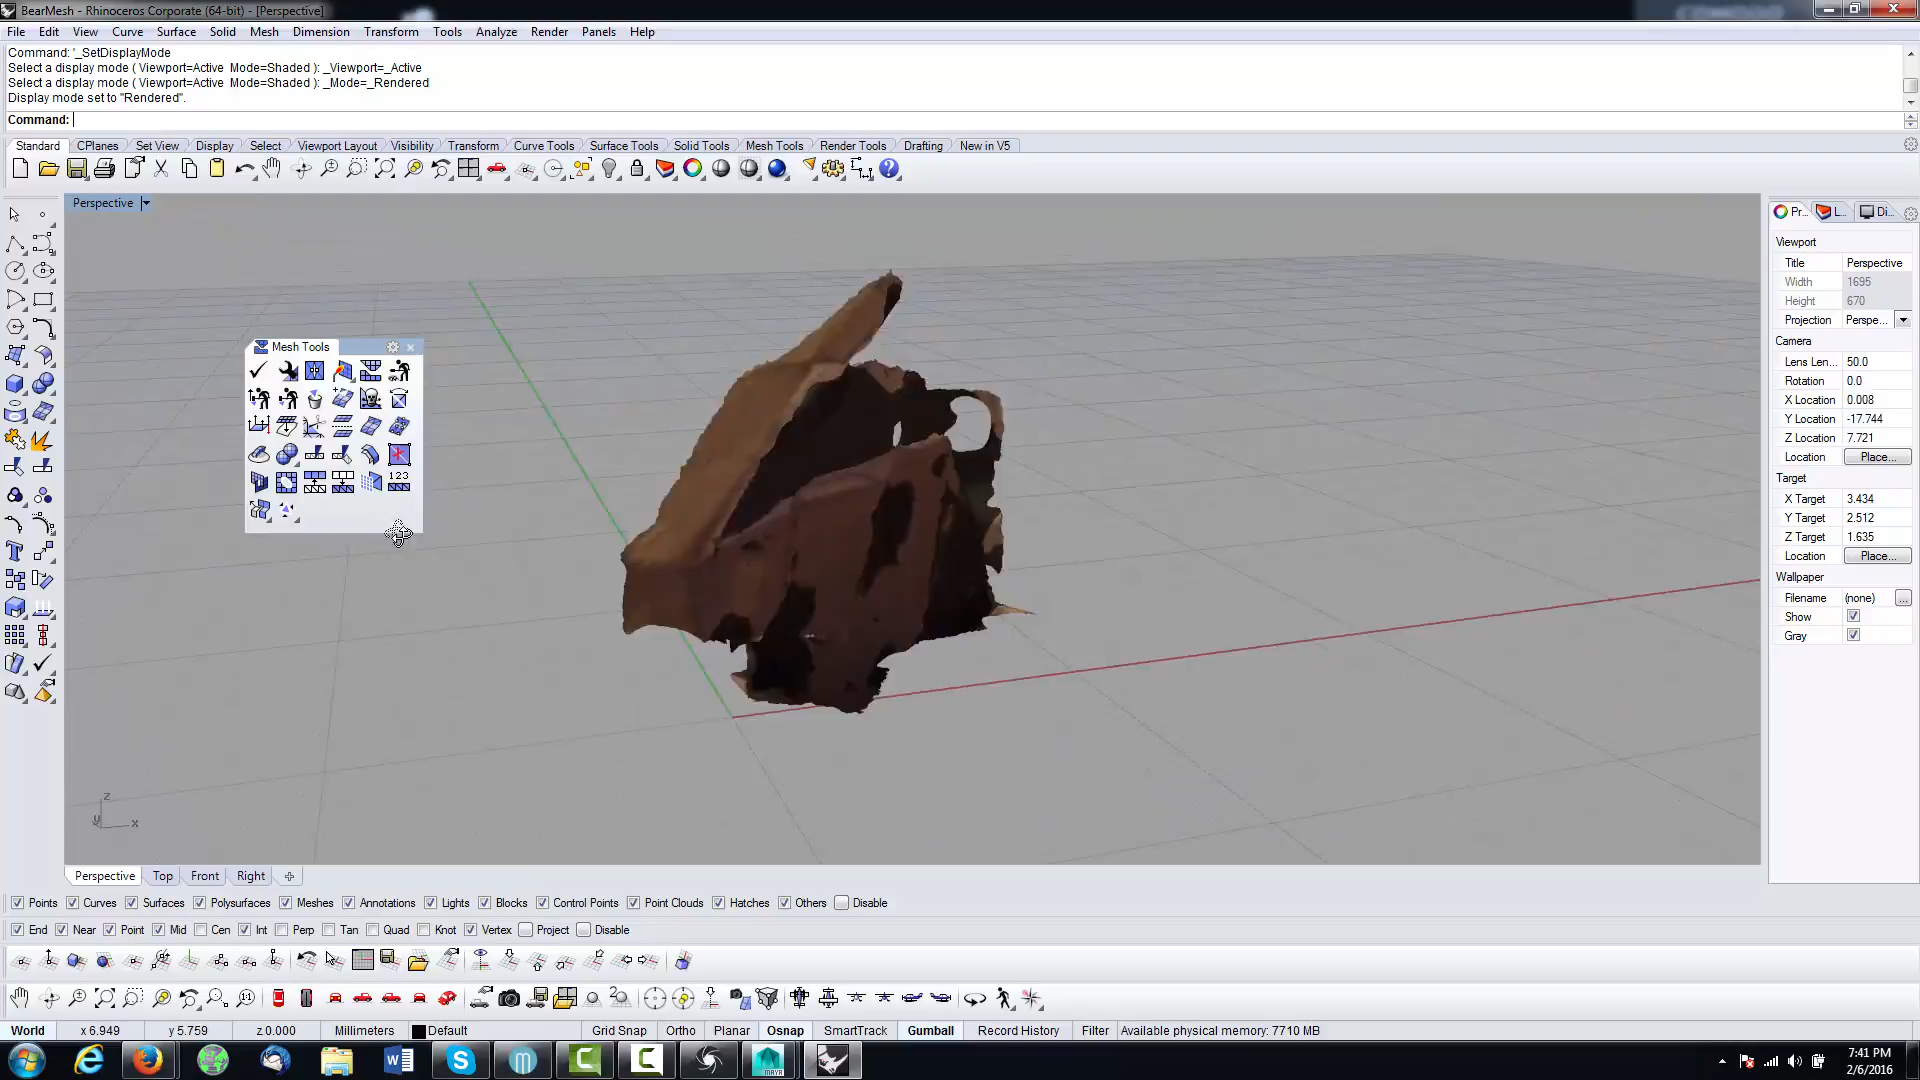 BearMesh - Rhinoceros Corporate (64-bit) - [Perspective]
File Edit View Curve Surface Solid Mesh Dimension Transform Tools Analyze Render Panels Help
Command: '_SetDisplayMode
Select a display mode ( Viewport=Active Mode=Shaded ): _Viewport=_Active
Select a display mode ( Viewport=Active Mode=Shaded ): _Mode=_Rendered
Display mode set to "Rendered".
Command:
Standard CPlanes Set View Display Select Viewport Layout Visibility Transform Curve Tools Surface Tools Solid Tools Mesh Tools Render Tools Drafting New in V5
Perspective
Pr... L... Di...
Viewport
Title Perspective
Width 1695
Height 670
Projection Perspe...
Camera
Lens Len... 50.0
Rotation 0.0
X Location 0.008
Y Location -17.744
Z Location 7.721
Location Place...
Target
X Target 3.434
Y Target 2.512
Z Target 1.635
Location Place...
Wallpaper
Filename (none) ...
Show
Gray
Mesh Tools
123
z
y x
Perspective Top Front Right
Points Curves Surfaces Polysurfaces Meshes Annotations Lights Blocks Control Points Point Clouds Hatches Others Disable
End Near Point Mid Cen Int Perp Tan Quad Knot Vertex Project Disable
World x 6.949 y 5.759 z 0.000 Millimeters Default Grid Snap Ortho Planar Osnap SmartTrack Gumball Record History Filter Available physical memory: 7710 MB
7:41 PM
2/6/2016